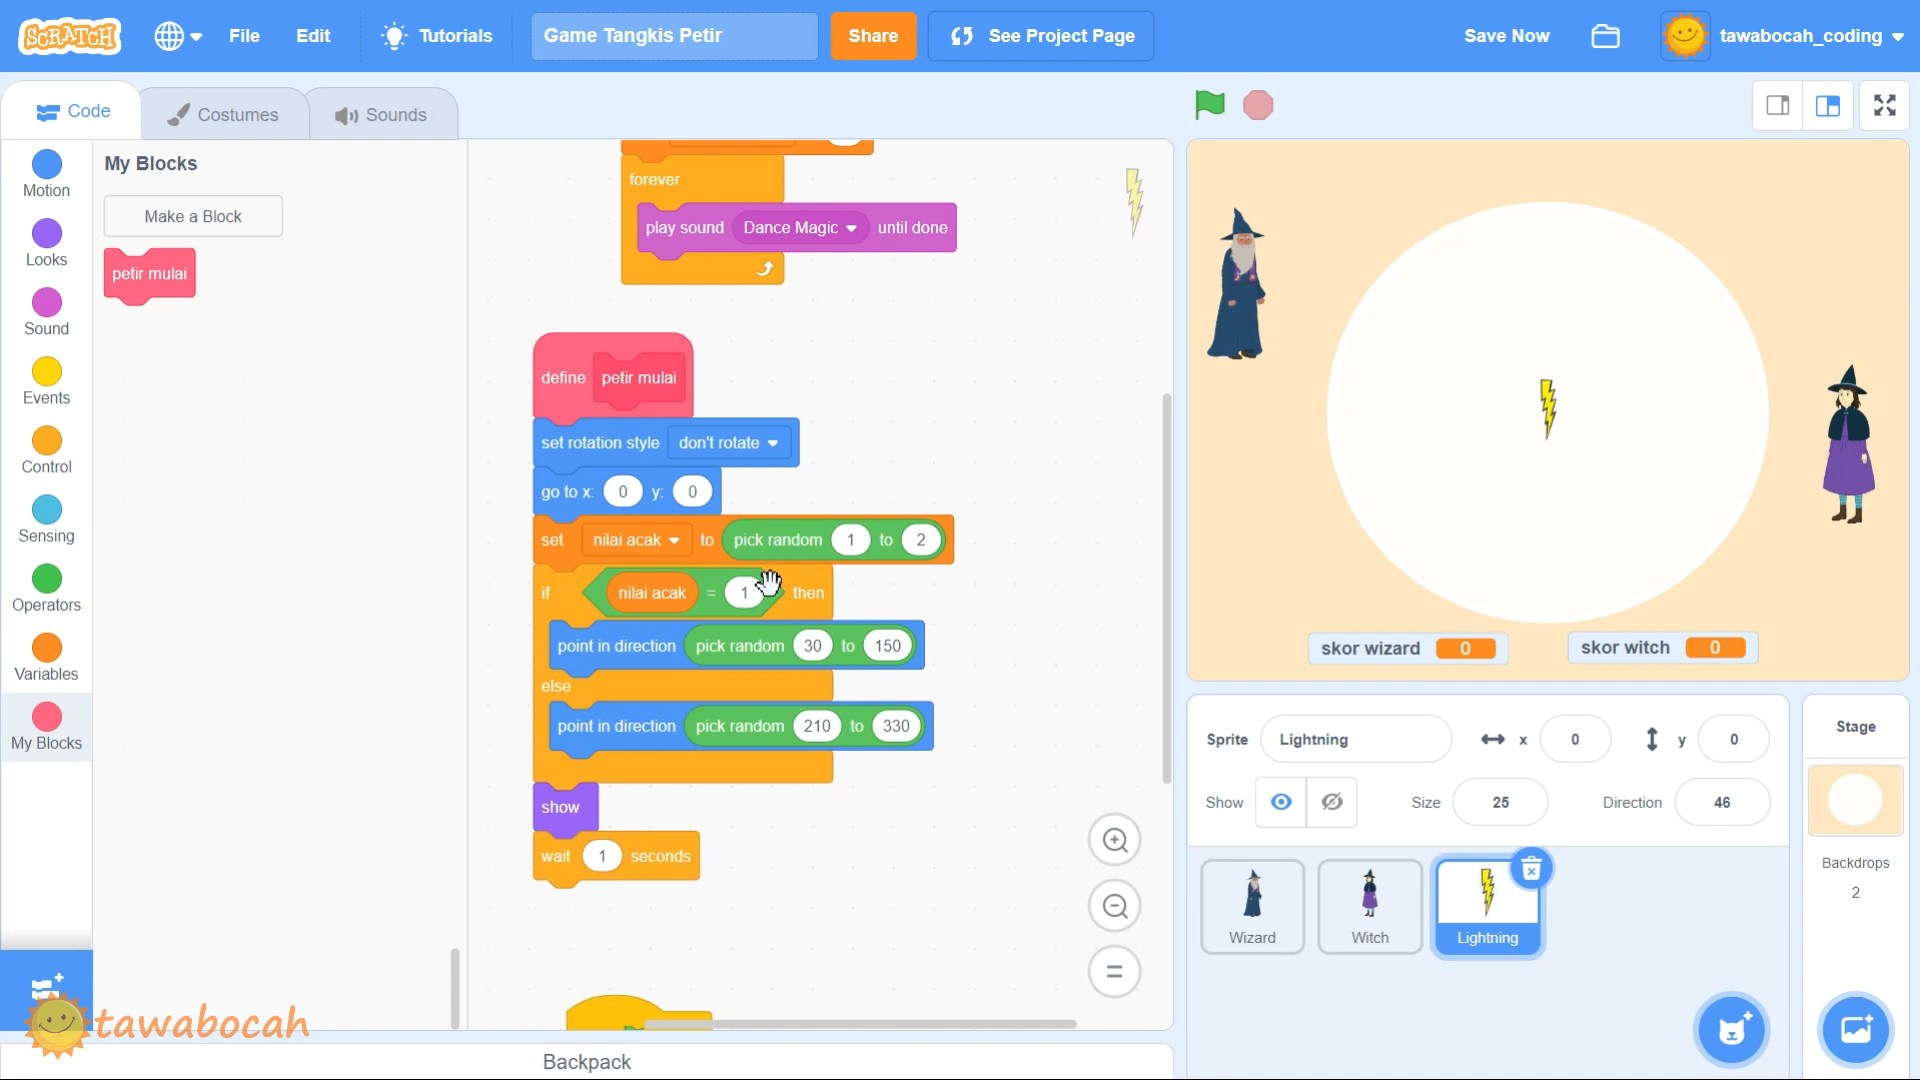 SCRATCH File Edit Tutorials Game Tangkis Petir Share See Project Page Save Now tawabocah_coding
Code Costumes Sounds
Motion
Looks
Sound
Events
Control
Sensing
Operators
Variables
My Blocks
My Blocks
Make a Block
petir mulai
forever
play sound Dance Magic until done
define petir mulai
set rotation style don't rotate
go to x: 0 y: 0
set nilai acak to pick random 1 to 2
if nilai acak = 1 then
point in direction pick random 30 to 150
else
point in direction pick random 210 to 330
show
wait 1 seconds
tawabocah
Backpack
skor wizard 0 skor witch 0
Sprite Lightning x 0 y 0
Show Size 25 Direction 46
Wizard Witch Lightning
Stage
Backdrops
2